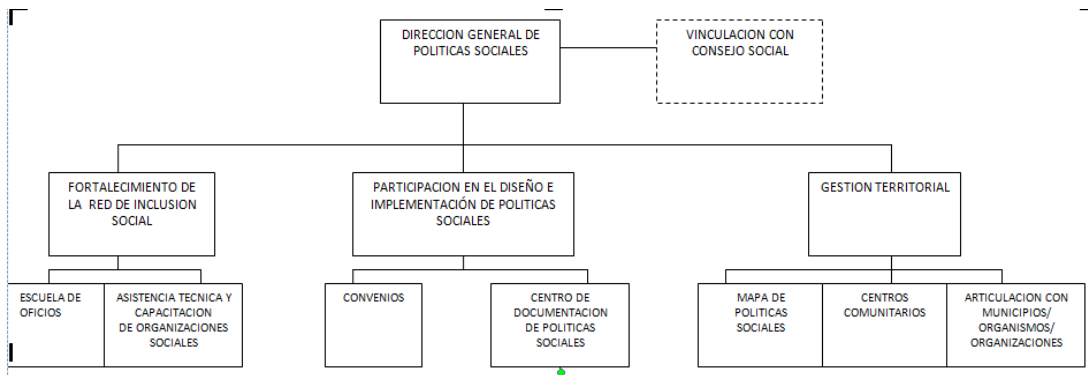 DIRECCION GENERAL DE
POLITICAS SOCIALES
VINCULACION CON
CONSEJO SOCIAL
FORTALECIMIENTO DE
LA RED DE INCLUSION
SOCIAL
PARTICIPACION EN EL DISEÑO E
IMPLEMENTACIÓN DE POLITICAS
SOCIALES
GESTION TERRITORIAL
ESCUELA DE
OFICIOS
ASISTENCIA TECNICA Y
CAPACITACION
DE ORGANIZACIONES
SOCIALES
CONVENIOS
CENTRO DE
DOCUMENTACION
DE POLITICAS
SOCIALES
MAPA DE
POLITICAS
SOCIALES
CENTROS
COMUNITARIOS
ARTICULACION CON
MUNICIPIOS/
ORGANISMOS/
ORGANIZACIONES